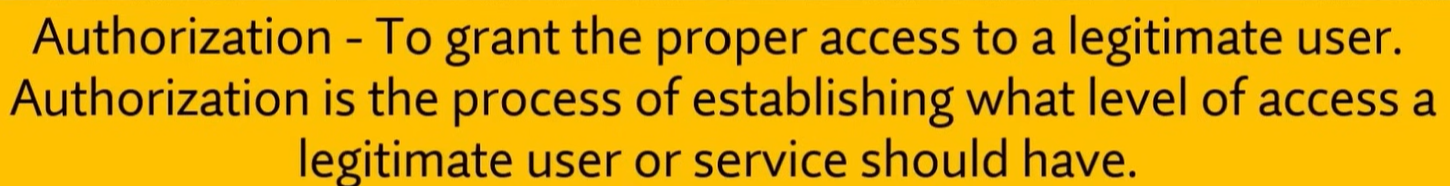 Authorization - To grant the proper access to a legitimate user.
Authorization is the process of establishing what level of access a
legitimate user or service should have.